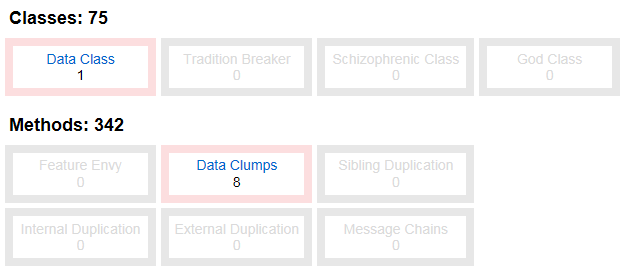 Classes: 75
Data Class
1
Tradition Breaker
0
Schizophrenic Class
0
God Class
0
Methods: 342
Feature Envy
0
Data Clumps
8
Sibling Duplication
0
Internal Duplication
0
External Duplication
0
Message Chains
0